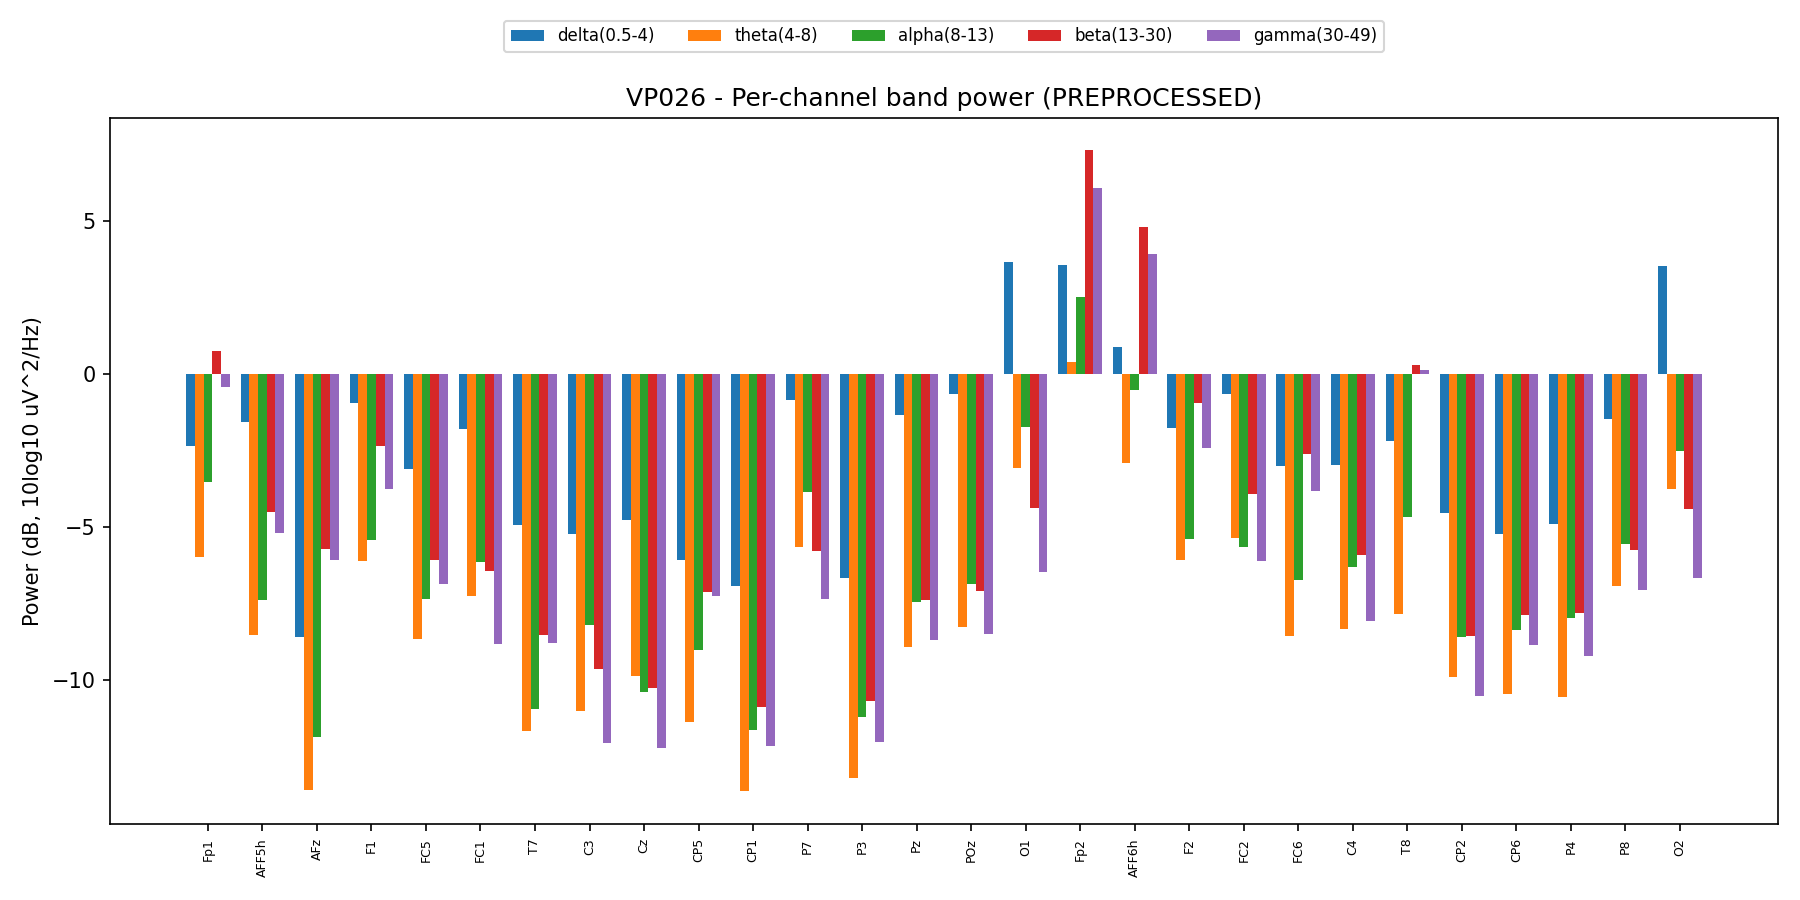 delta(0.5-4) theta(4-8) alpha(8-13) beta(13-30) gamma(30-49)
VP026 - Per-channel band power (PREPROCESSED)
Power (dB, 10log10 uV^2/Hz)
5
0
−5
−10
Fp1 AFF5h AFz F1 FC5 FC1 T7 C3 Cz CP5 CP1 P7 P3 Pz POz O1 Fp2 AFF6h F2 FC2 FC6 C4 T8 CP2 CP6 P4 P8 O2